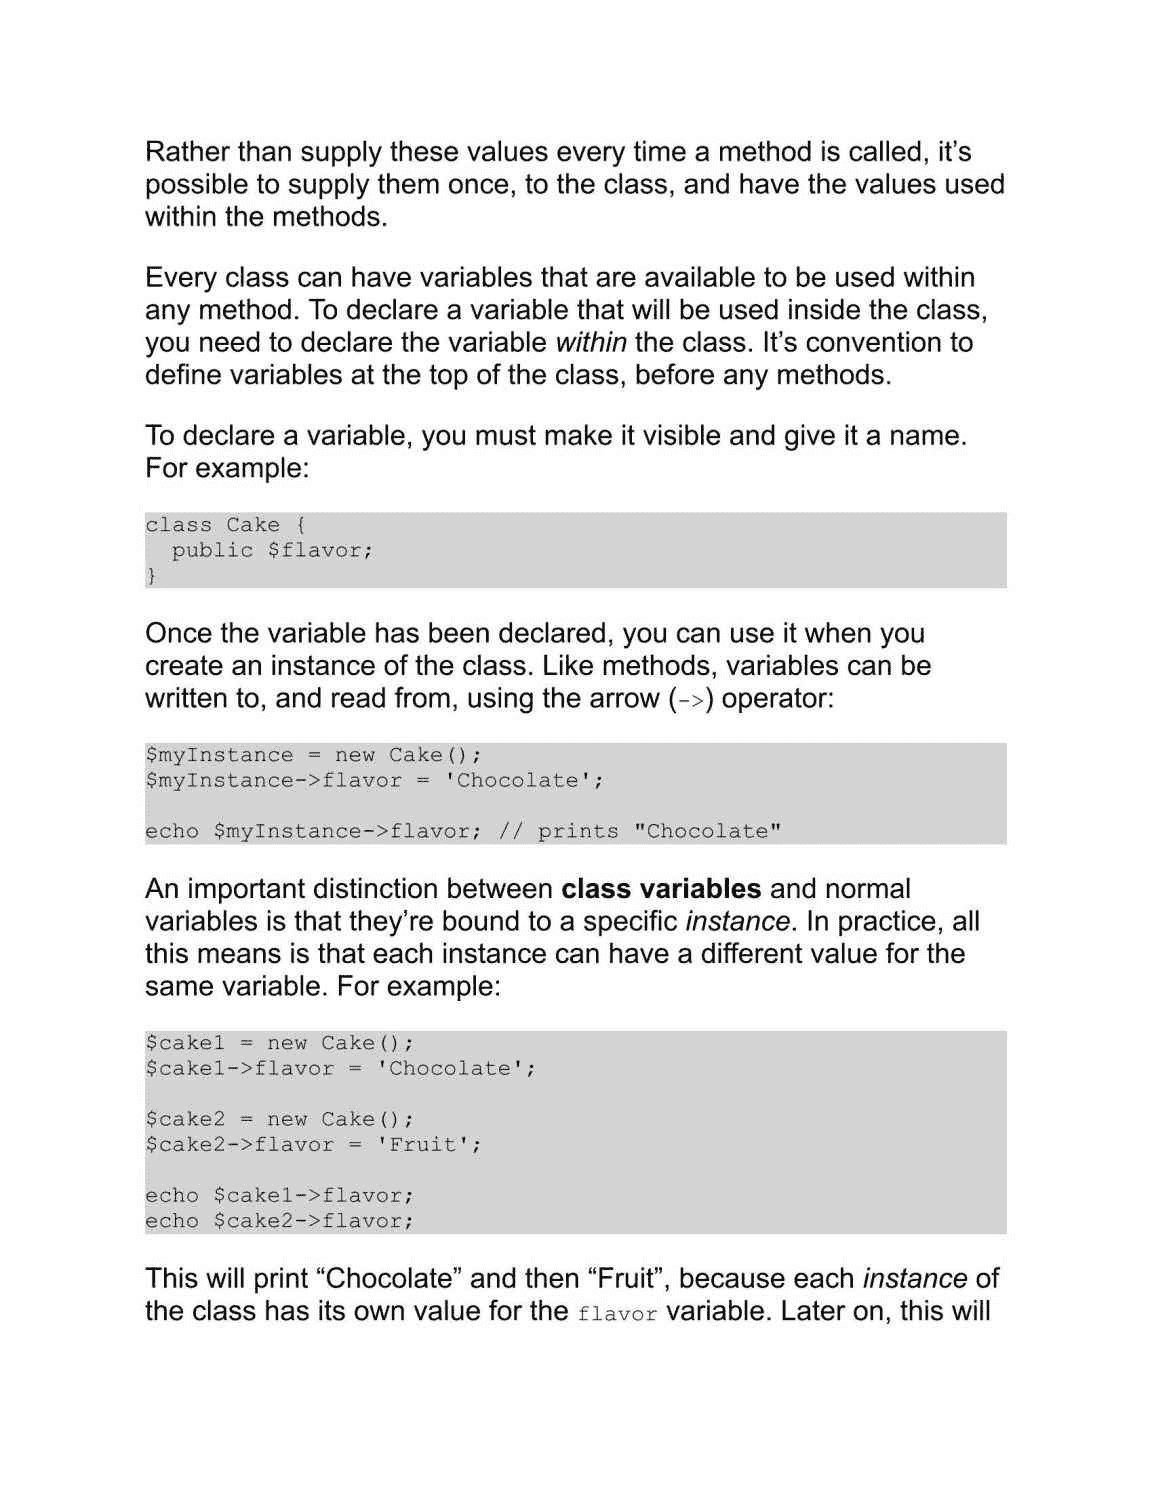 Rather than supply these values every time a method is called, it’s
possible to supply them once, to the class, and have the values used
within the methods.
Every class can have variables that are available to be used within
any method. To declare a variable that will be used inside the class,
you need to declare the variable within the class. It’s convention to
define variables at the top of the class, before any methods.
To declare a variable, you must make it visible and give it a name.
For example:
class Cake {
  public $flavor;
}
Once the variable has been declared, you can use it when you
create an instance of the class. Like methods, variables can be
written to, and read from, using the arrow (->) operator:
$myInstance = new Cake();
$myInstance->flavor = 'Chocolate';
echo $myInstance->flavor; // prints "Chocolate"
An important distinction between class variables and normal
variables is that they’re bound to a specific instance. In practice, all
this means is that each instance can have a different value for the
same variable. For example:
$cake1 = new Cake();
$cake1->flavor = 'Chocolate';
$cake2 = new Cake();
$cake2->flavor = 'Fruit';
echo $cake1->flavor;
echo $cake2->flavor;
This will print “Chocolate” and then “Fruit”, because each instance of
the class has its own value for the flavor variable. Later on, this will